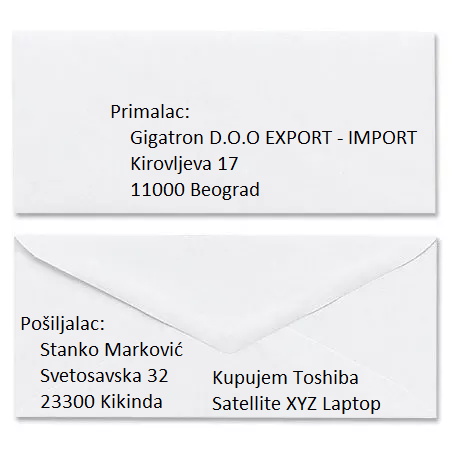 Primalac:
Gigatron D.O.O EXPORT - IMPORT
Kirovljeva 17
11000 Beograd
Pošiljalac:
Stanko Marković
Svetosavska 32
23300 Kikinda
Kupujem Toshiba
Satellite XYZ Laptop